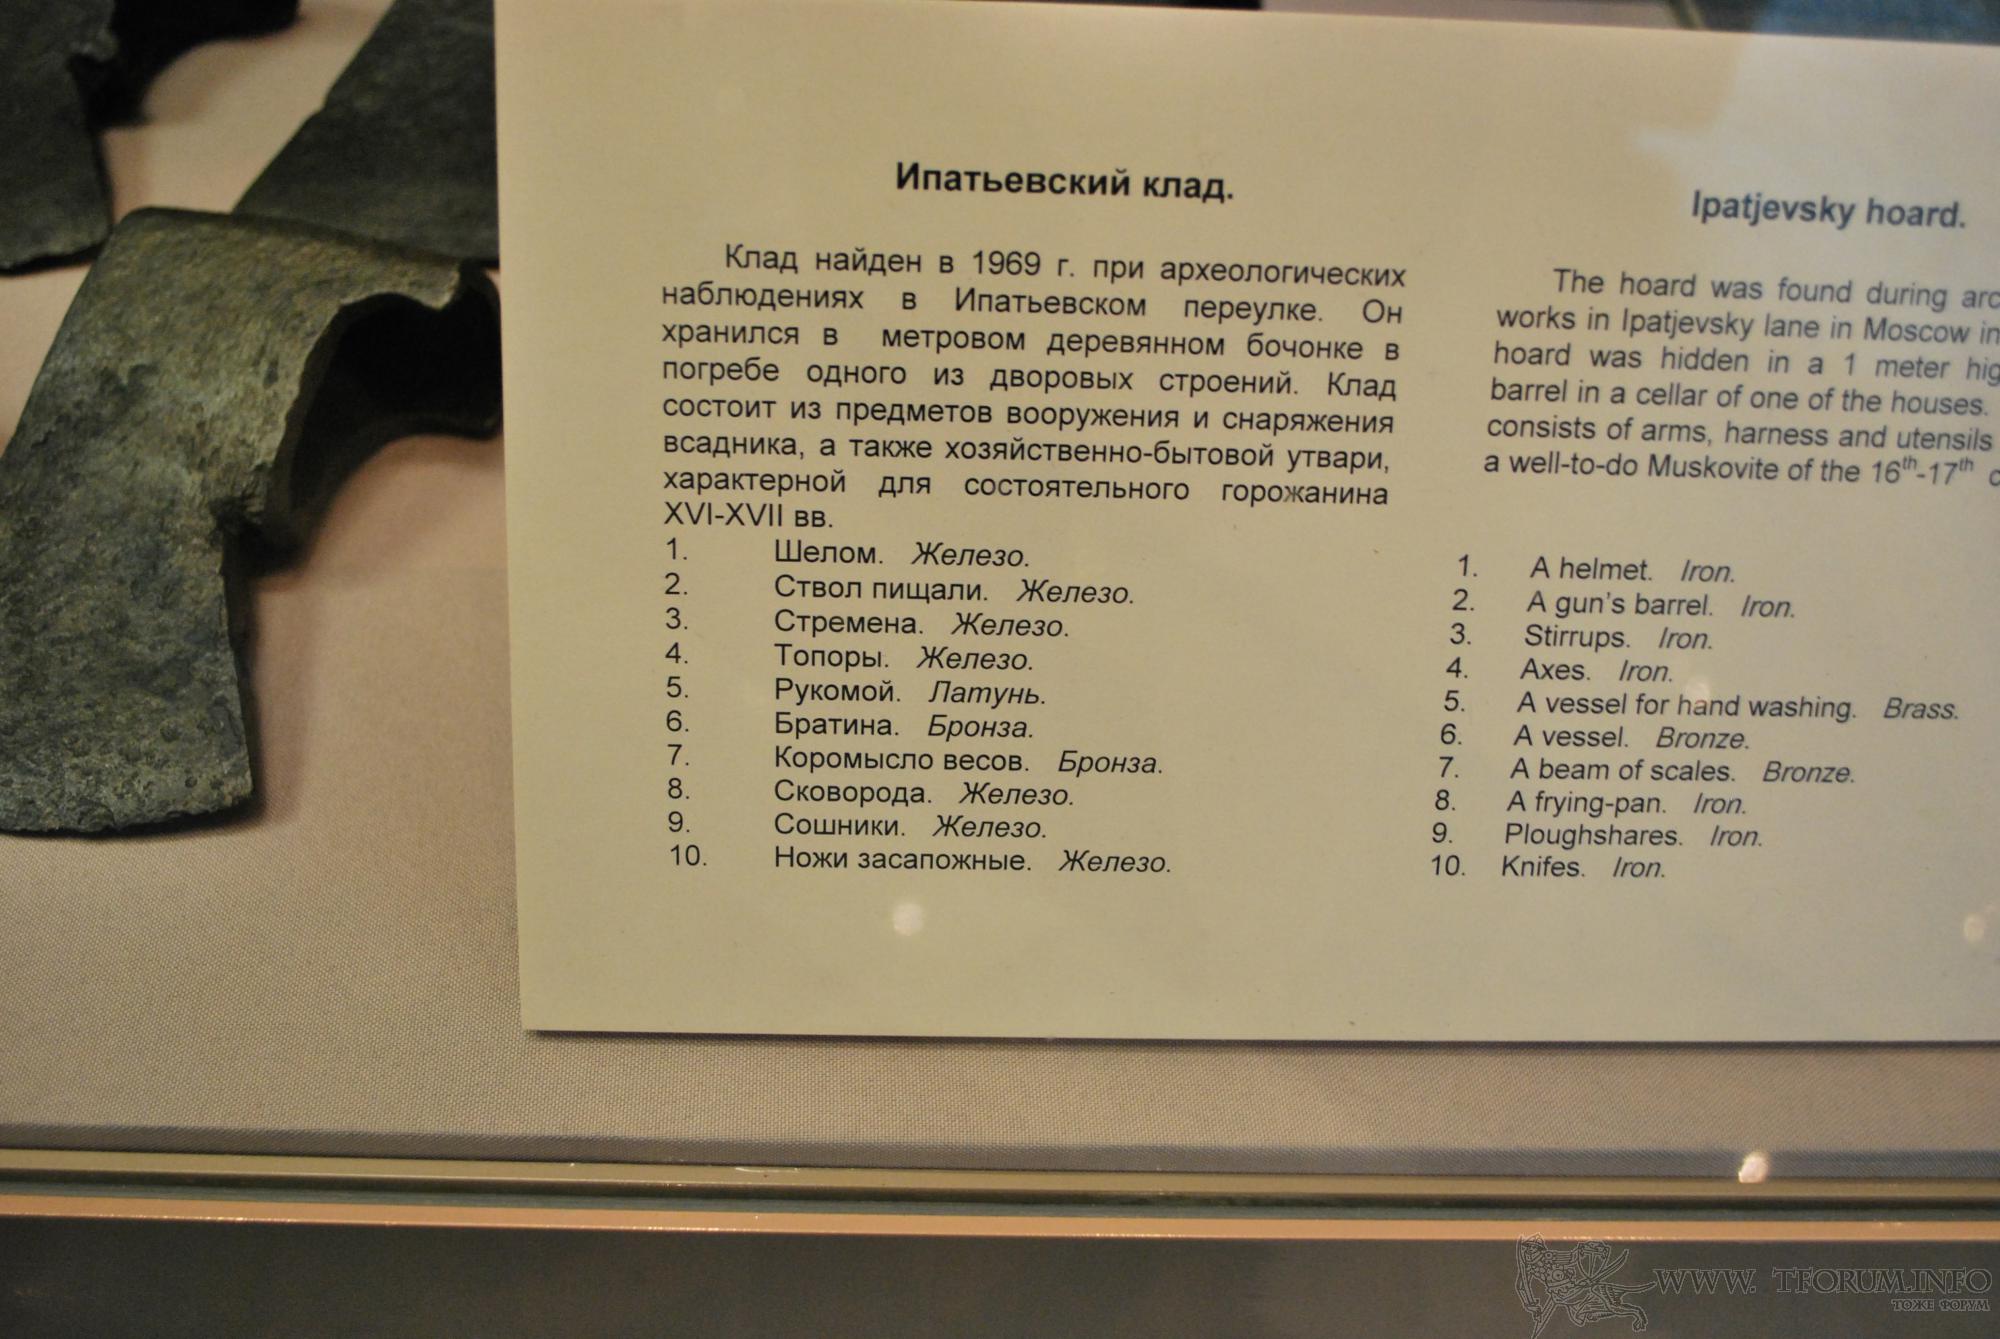 Ипатьевский клад.
Клад найден в 1969 г. при археологических
наблюдениях в Ипатьевском переулке. Он
хранился в метровом деревянном бочонке в
погребе одного из дворовых строений. Клад
состоит из предметов вооружения и снаряжения
всадника, а также хозяйственно-бытовой утвари,
характерной для состоятельного горожанина
XVI-XVII вв.
1. Шелом. Железо.
2. Ствол пищали. Железо.
3. Стремена. Железо.
4. Топоры. Железо.
5. Рукомой. Латунь.
6. Братина. Бронза.
7. Коромысло весов. Бронза.
8. Сковорода. Железо.
9. Сошники. Железо.
10. Ножи засапожные. Железо.
Ipatjevsky hoard.
The hoard was found during
works in Ipatjevsky lane in Moscow in
hoard was hidden in a 1 meter
barrel in a cellar of one of the houses.
consists of arms, harness and utensils
a well-to-do Muskovite of the 16th-17th
1. A helmet. Iron.
2. A gun's barrel. Iron.
3. Stirrups. Iron.
4. Axes. Iron.
5. A vessel for hand washing. Brass.
6. A vessel. Bronze.
7. A beam of scales. Bronze.
8. A frying-pan. Iron.
9. Ploughshares. Iron.
10. Knifes. Iron.
WWW. TFORUM.INFO
ТОЖЕ ФОРУМ